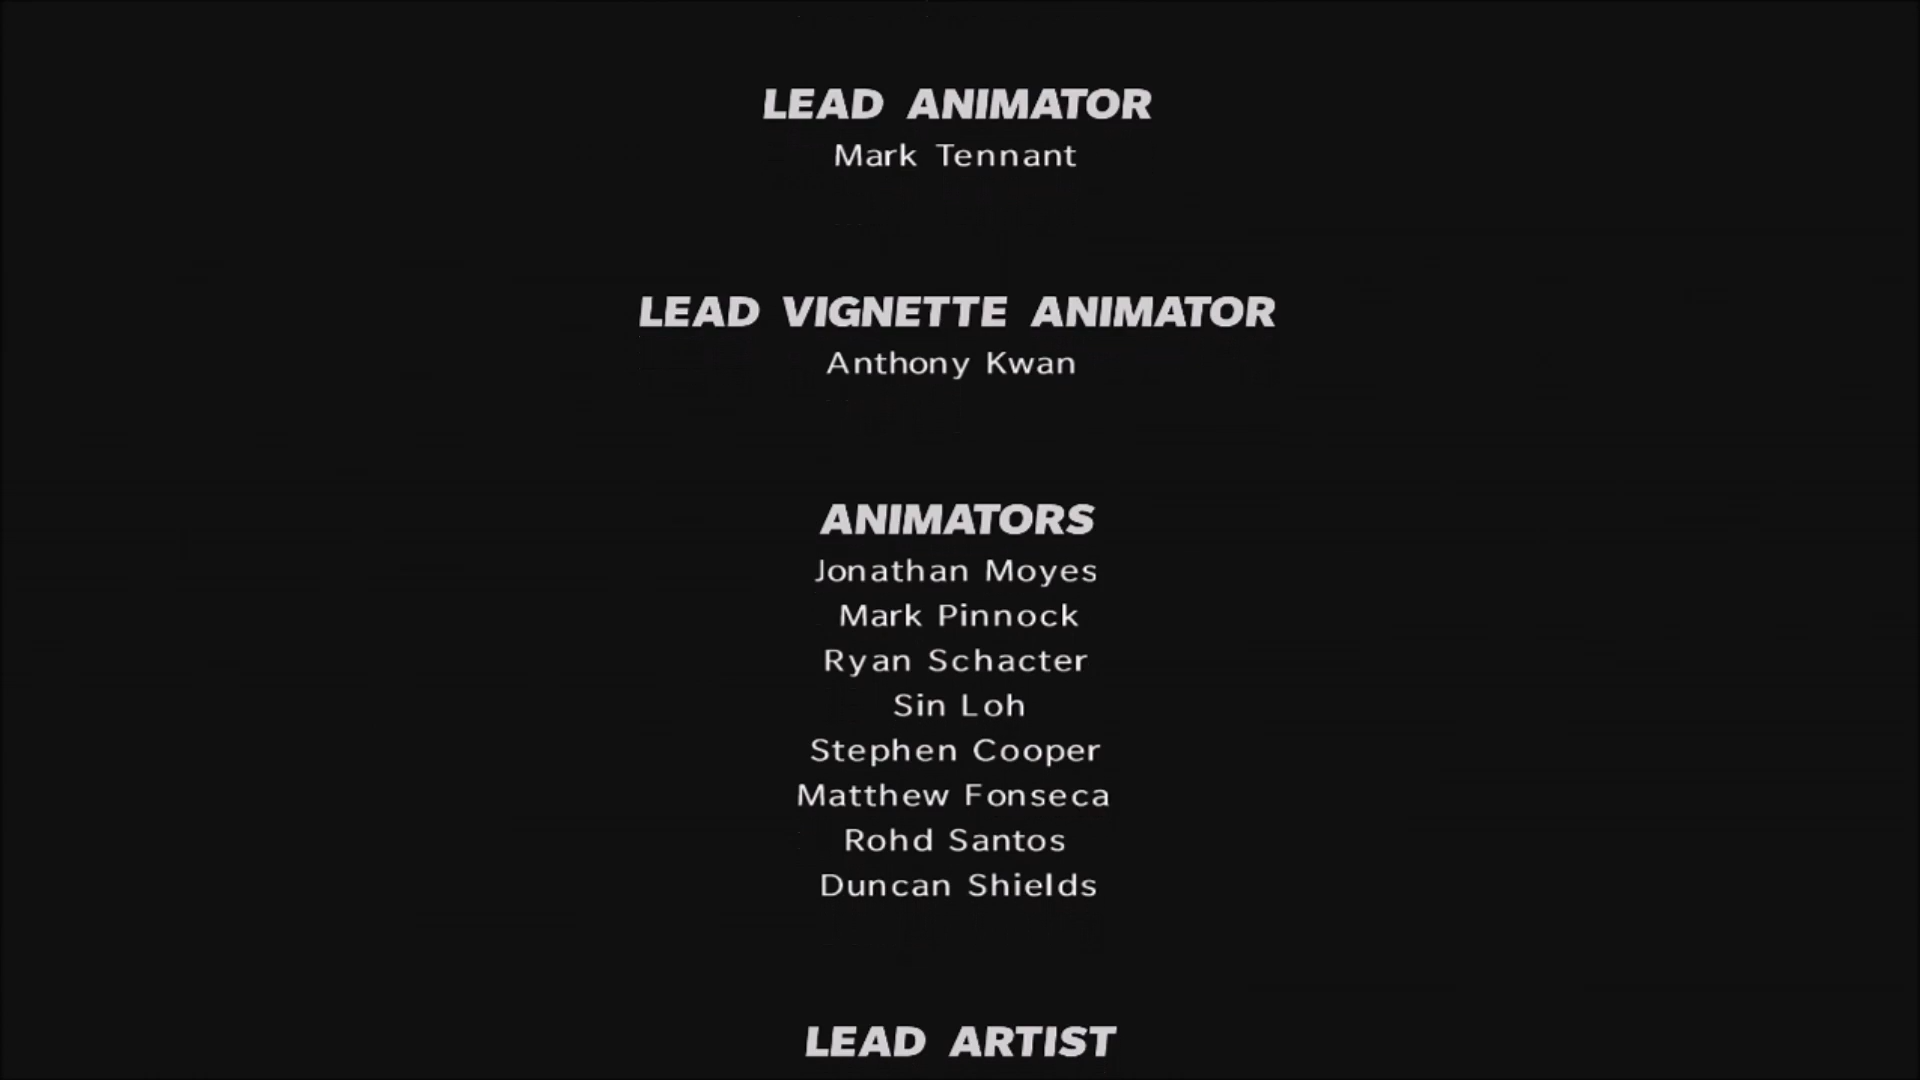 LEAD ANIMATOR
Mark Tennant
LEAD VIGNETTE ANIMATOR
Anthony Kwan
ANIMATORS
Jonathan Moyes
Mark Pinnock
Ryan Schacter
Sin Loh
Stephen Cooper
Matthew Fonseca
Rohd Santos
Duncan Shields
LEAD ARTIST